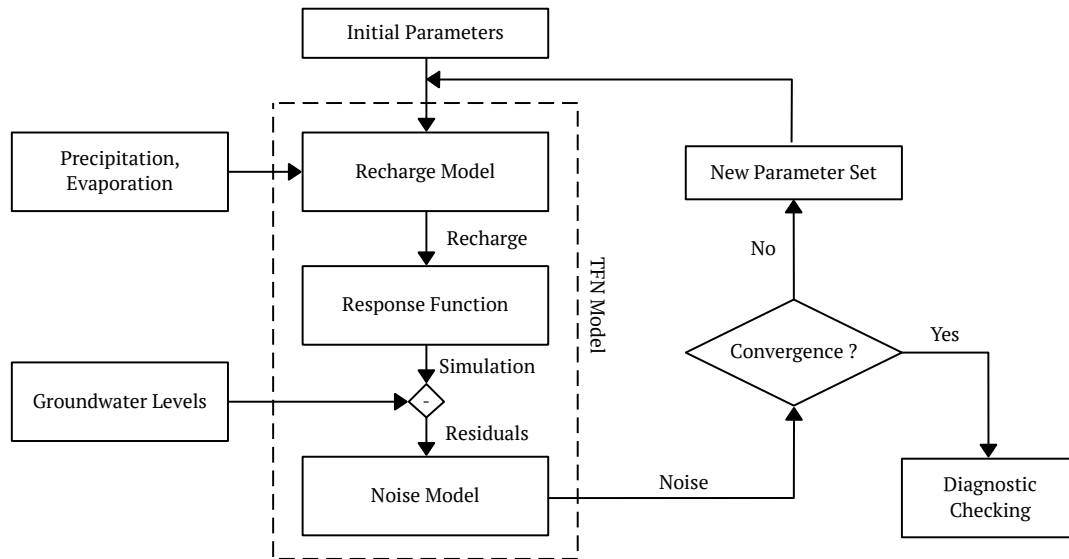 Initial Parameters
Precipitation,
Evaporation
Recharge Model
New Parameter Set
Recharge
No
TFN Model
Response Function
Yes
Convergence ?
Simulation
Groundwater Levels
-
Residuals
Noise Model
Noise
Diagnostic
Checking